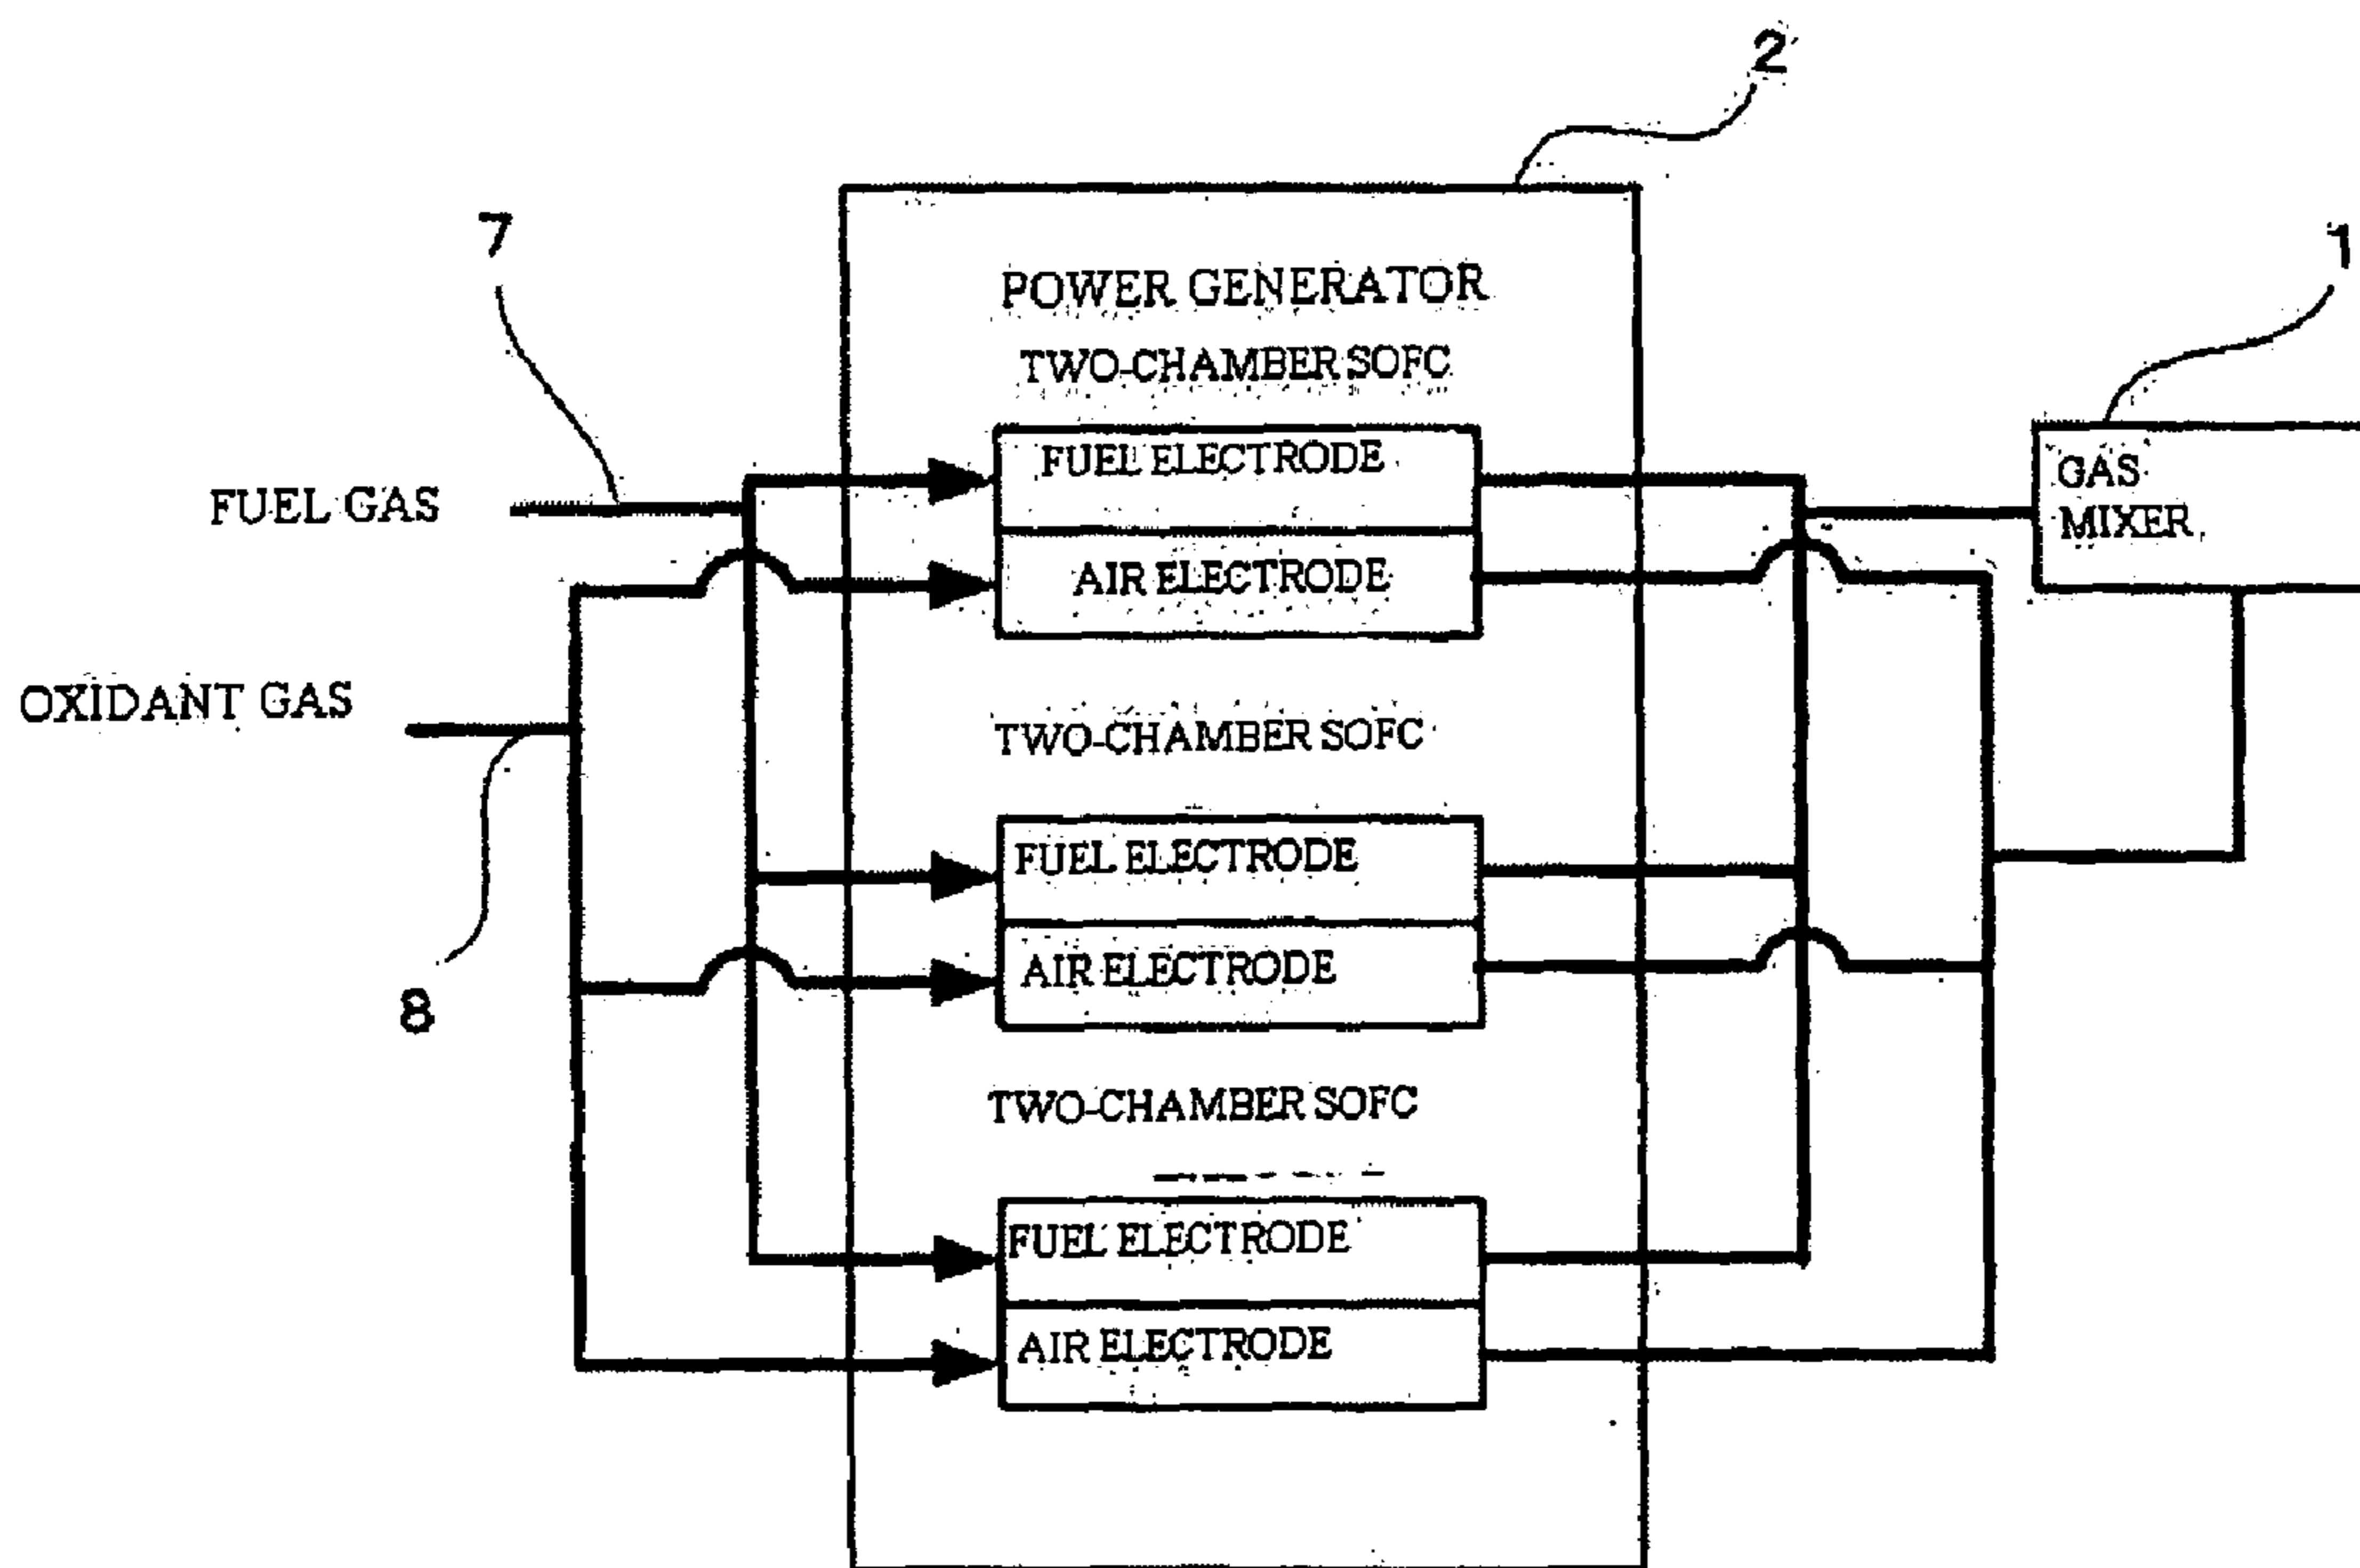 2
7
1
POWER GENERATOR
TWO-CHAMBER SOFC
FUEL ELECTRODE
AIR ELECTRODE
FUEL GAS
GAS
MIXER
OXIDANT GAS
TWO-CHAMBER SOFC
FUEL ELECTRODE
AIR ELECTRODE
8
TWO-CHAMBER SOFC
FUEL ELECTRODE
AIR ELECTRODE